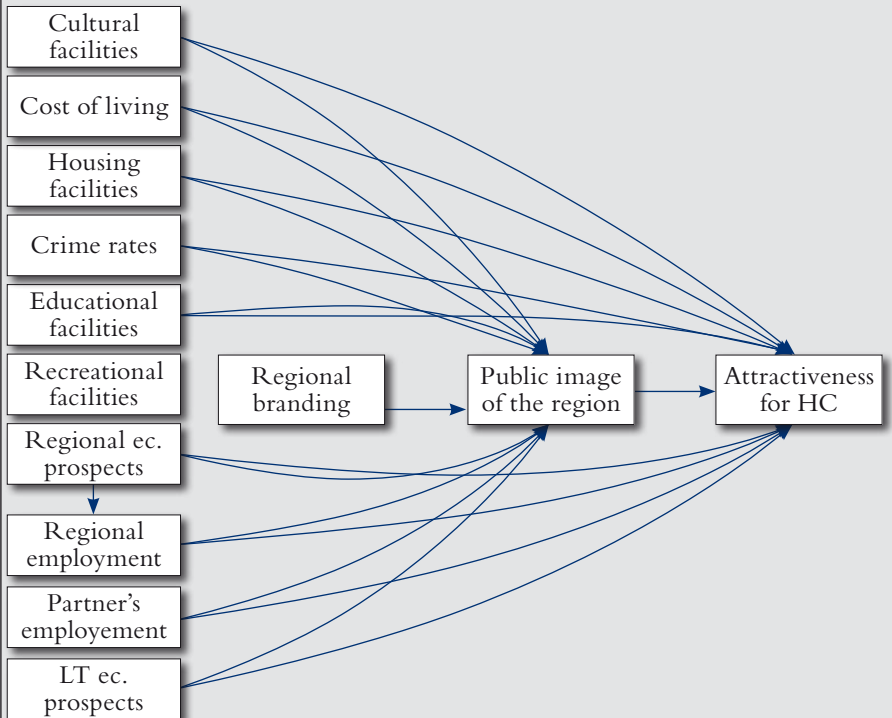 Cultural
facilities
Cost of living
Housing
facilities
Crime rates
Educational
facilities
Recreational
facilities
Regional
branding
Public image
of the region
Attractiveness
for HC
Regional ec.
prospects
Regional
employment
Partner's
employement
LT ec.
prospects